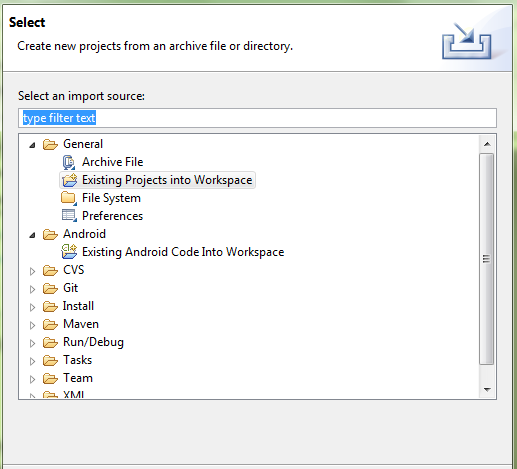 Select
Create new projects from an archive file or directory.
Select an import source:
type filter text
General
Archive File
Existing Projects into Workspace
File System
Preferences
Android
Existing Android Code Into Workspace
CVS
Git
Install
Maven
Run/Debug
Tasks
Team
XML